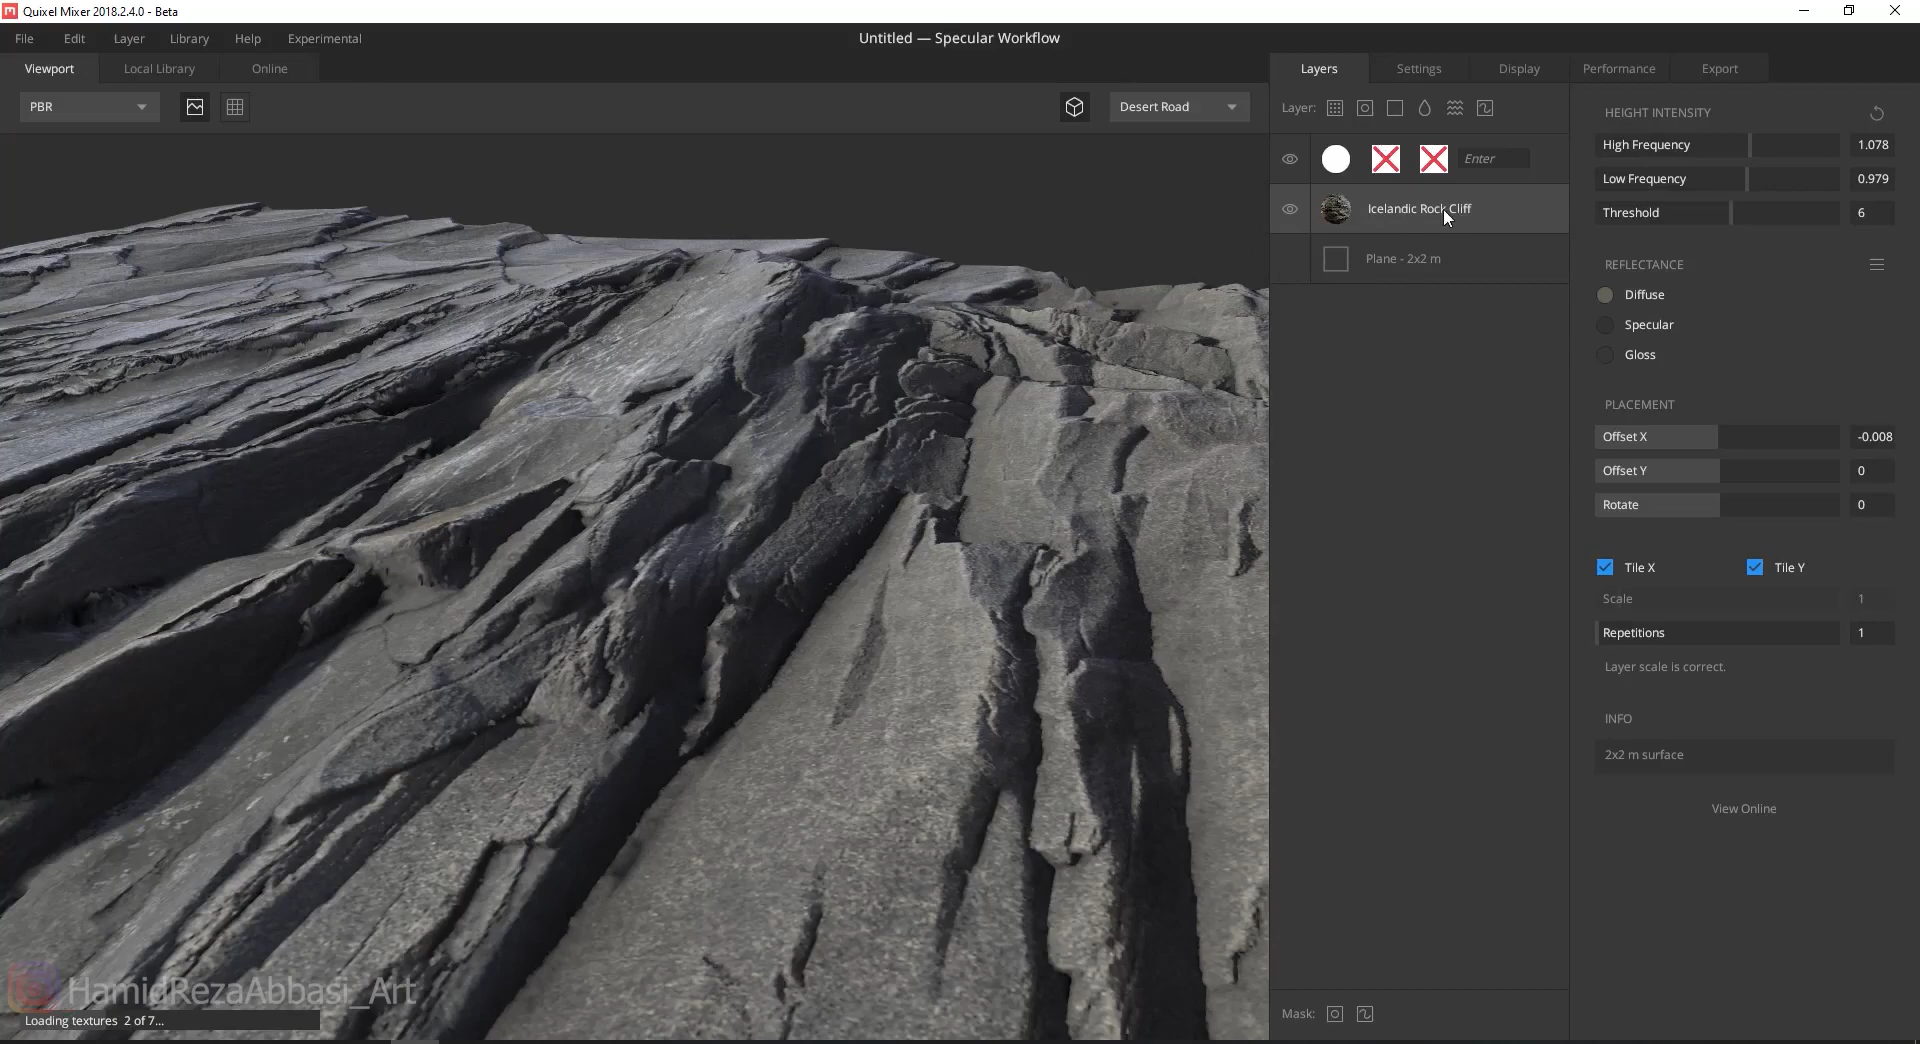 Quixel Mixer 2018.2.4.0 - Beta
File Edit Layer Library Help Experimental
Untitled — Specular Workflow
Viewport Local Library Online
Layers Settings Display Performance Export
PBR
Desert Road
Layer:
Enter
Icelandic Rock Cliff
Plane - 2x2 m
HEIGHT INTENSITY
High Frequency 1.078
Low Frequency 0.979
Threshold 6
REFLECTANCE
Diffuse
Specular
Gloss
PLACEMENT
Offset X -0.008
Offset Y 0
Rotate 0
Tile X Tile Y
Scale 1
Repetitions 1
Layer scale is correct.
INFO
2x2 m surface
View Online
HamidRezaAbbasi_Art
Loading textures 2 of 7...
Mask: